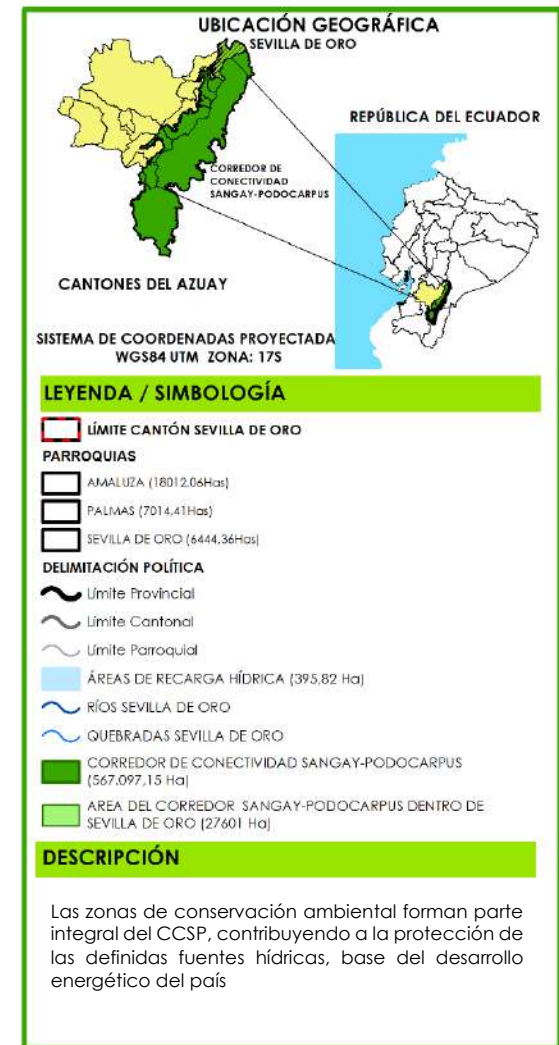 UBICACIÓN GEOGRÁFICA
SEVILLA DE ORO
REPÚBLICA DEL ECUADOR
CORREDOR DE
CONECTIVIDAD
SANGAY-PODOCARPUS
CANTONES DEL AZUAY
SISTEMA DE COORDENADAS PROYECTADA
WGS84 UTM ZONA: 17S
LEYENDA / SIMBOLOGÍA
LÍMITE CANTÓN SEVILLA DE ORO
PARROQUIAS
AMALUZA (18012,06Has)
PALMAS (7014,41Has)
SEVILLA DE ORO (6444,36Has)
DELIMITACIÓN POLÍTICA
Límite Provincial
Límite Cantonal
Límite Parroquial
ÁREAS DE RECARGA HÍDRICA (395,82 Ha)
RÍOS SEVILLA DE ORO
QUEBRADAS SEVILLA DE ORO
CORREDOR DE CONECTIVIDAD SANGAY-PODOCARPUS
(567.097,15 Ha)
AREA DEL CORREDOR SANGAY-PODOCARPUS DENTRO DE
SEVILLA DE ORO (27601 Ha)
DESCRIPCIÓN
Las zonas de conservación ambiental forman parte
integral del CCSP, contribuyendo a la protección de
las definidas fuentes hídricas, base del desarrollo
energético del país